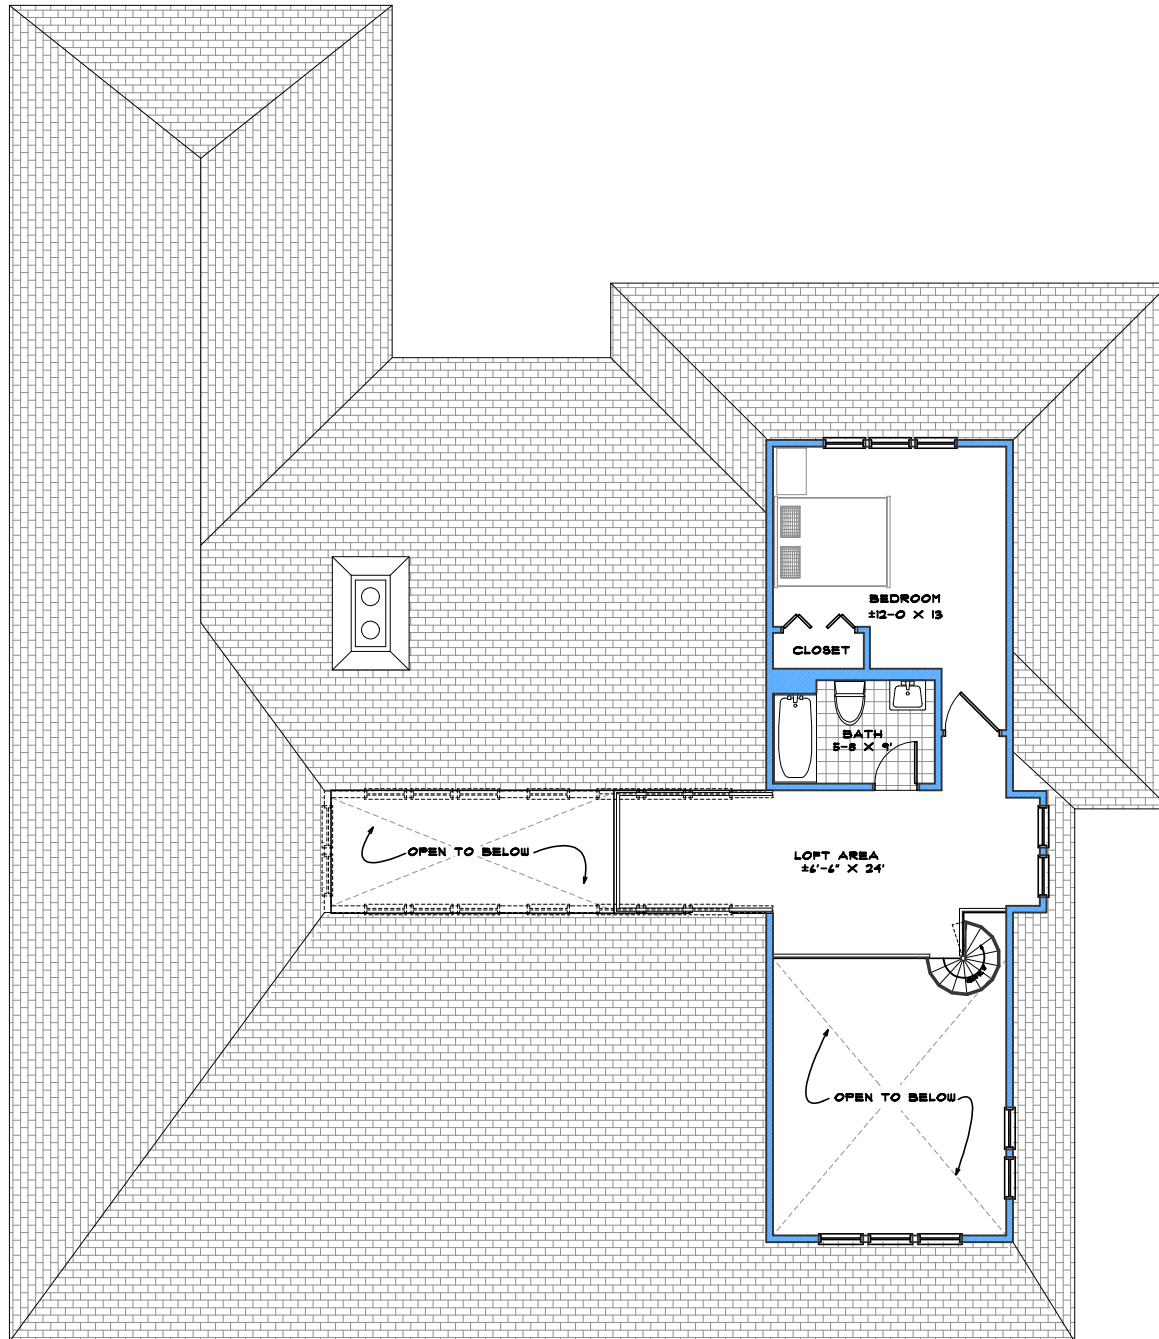 BEDROOM
±12-0 X 13
CLOSET
BATH
5-8 X 9'
OPEN TO BELOW
LOFT AREA
±6'-6" X 24'
OPEN TO BELOW